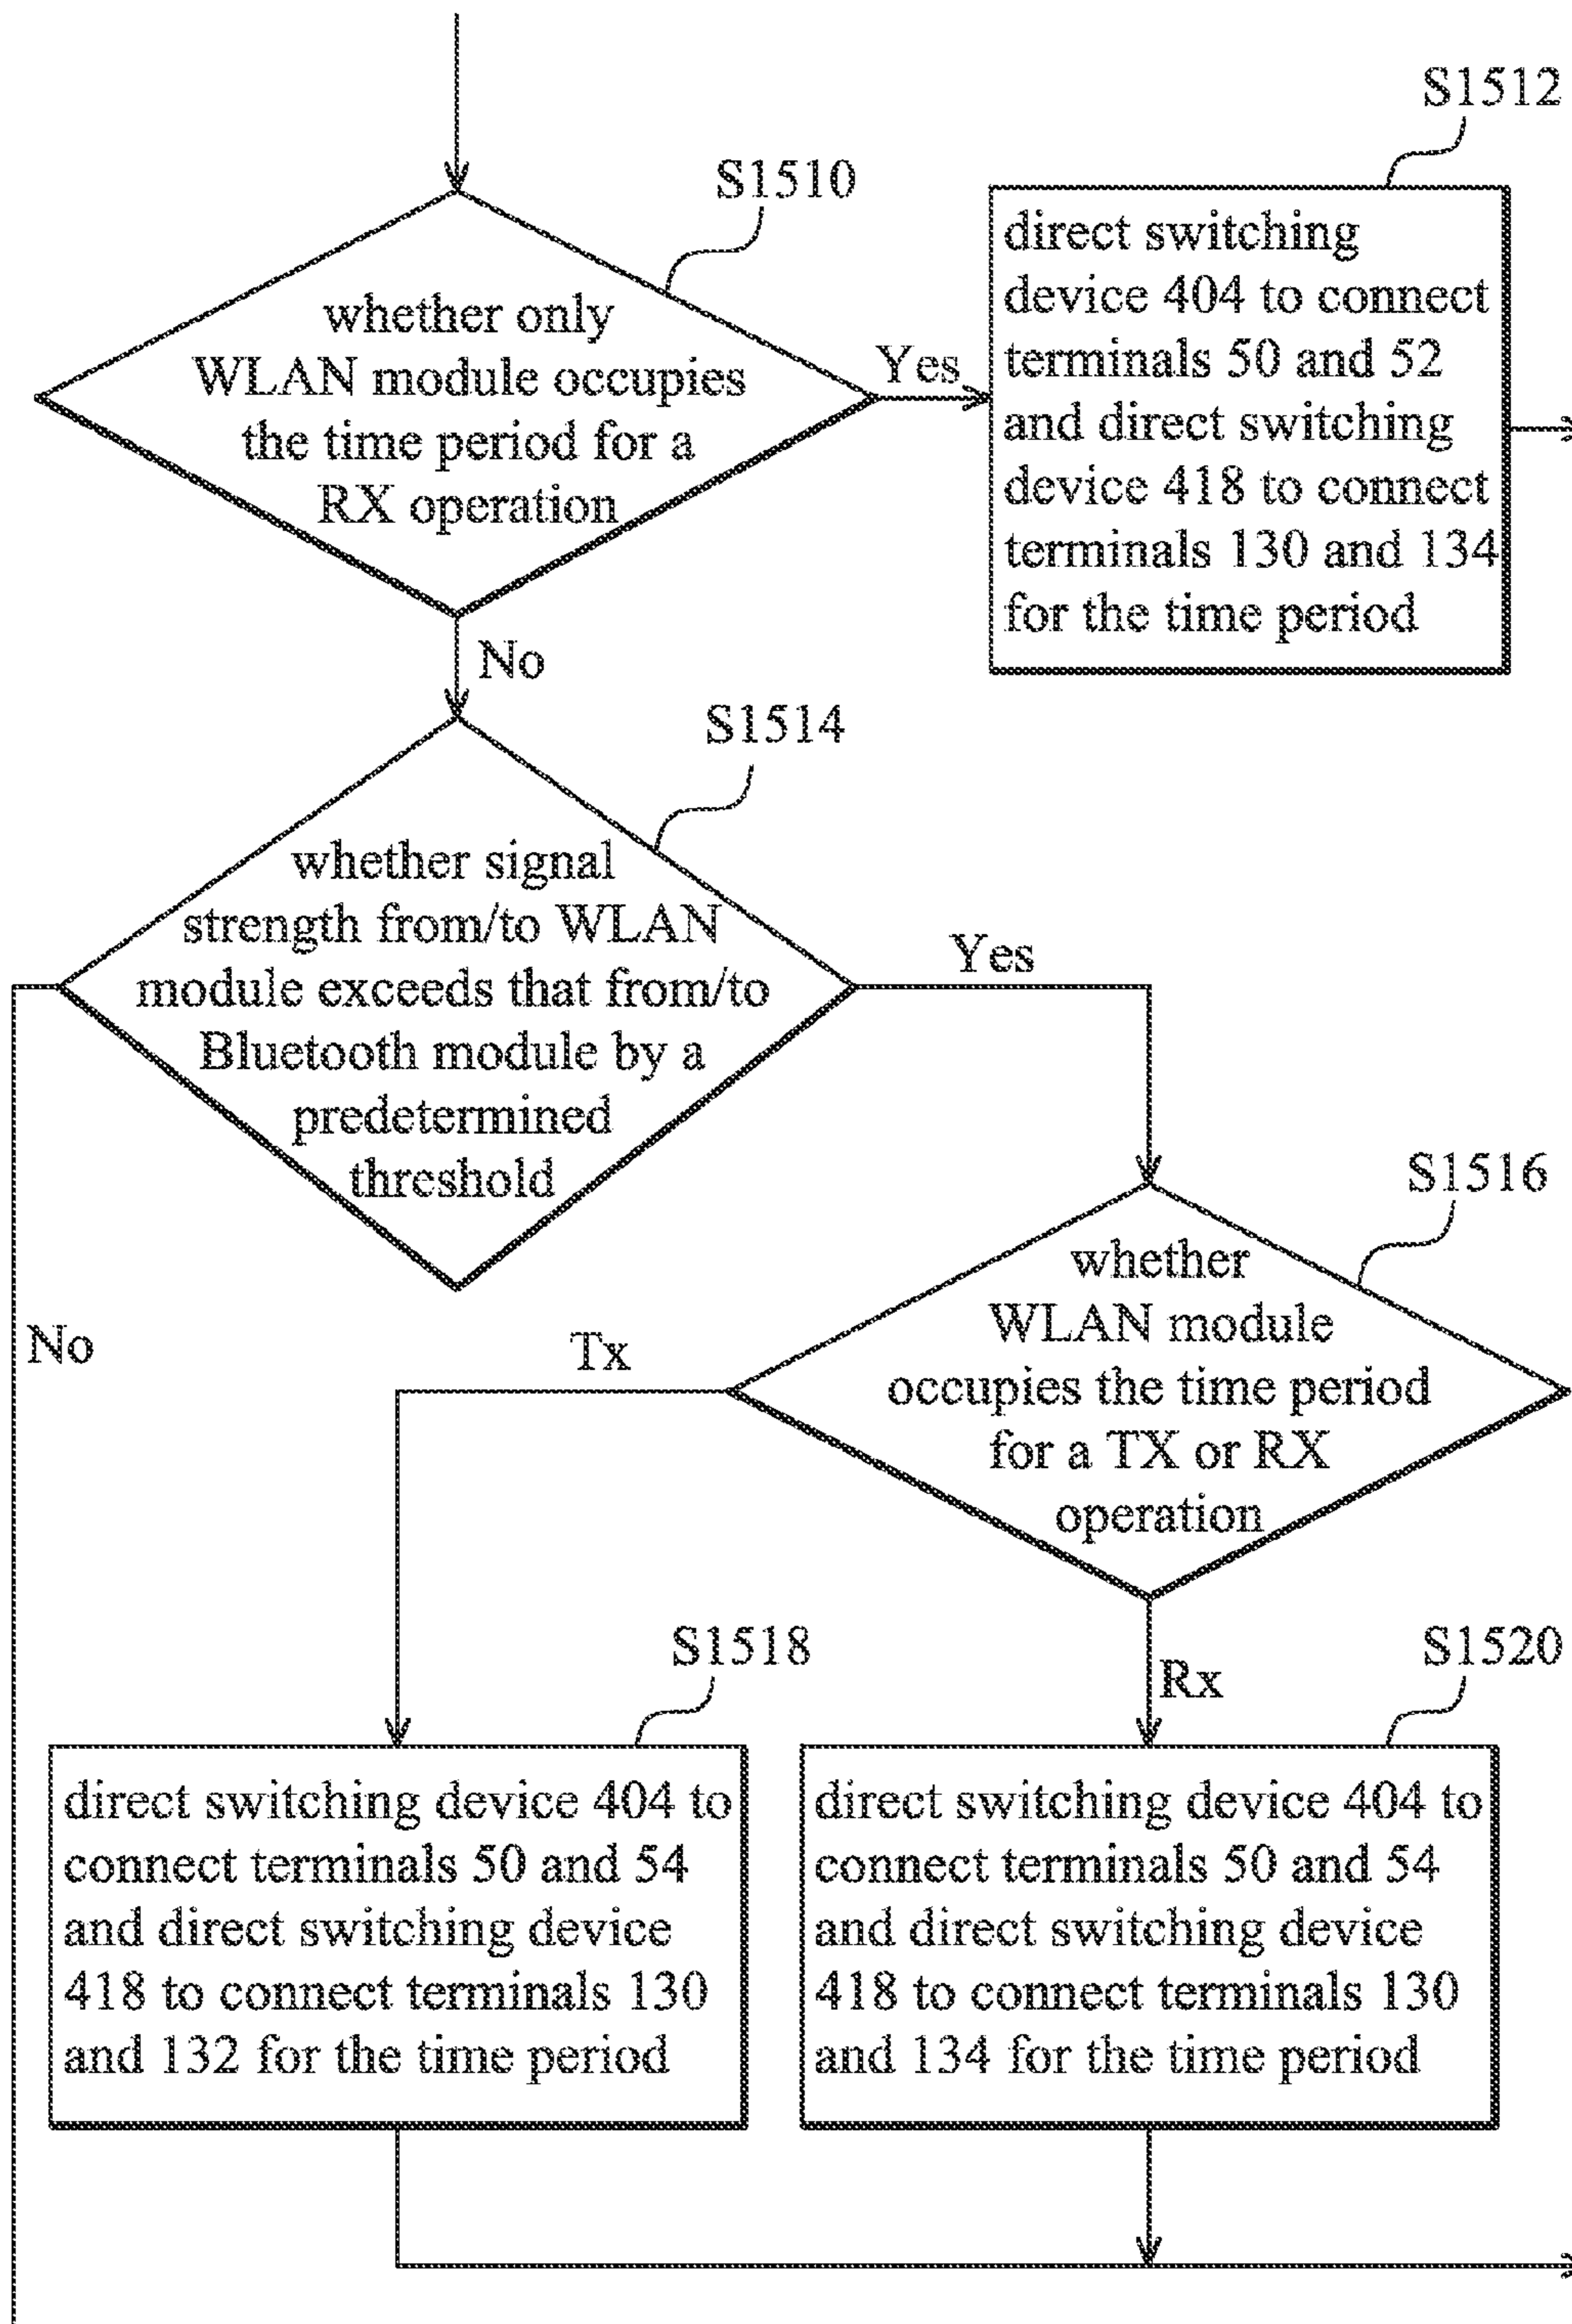 S1512
S1510
direct switching
device 404 to connect
terminals 50 and 52
and direct switching
device 418 to connect
terminals 130 and 134
for the time period
whether only
WLAN module occupies
the time period for a
RX operation
Yes
No
S1514
whether signal
strength from/to WLAN
module exceeds that from/to
Bluetooth module by a
predetermined
threshold
Yes
No
S1516
whether
WLAN module
occupies the time period
for a TX or RX
operation
Tx
Rx
S1518
direct switching device 404 to
connect terminals 50 and 54
and direct switching device
418 to connect terminals 130
and 132 for the time period
S1520
direct switching device 404 to
connect terminals 50 and 54
and direct switching device
418 to connect terminals 130
and 134 for the time period